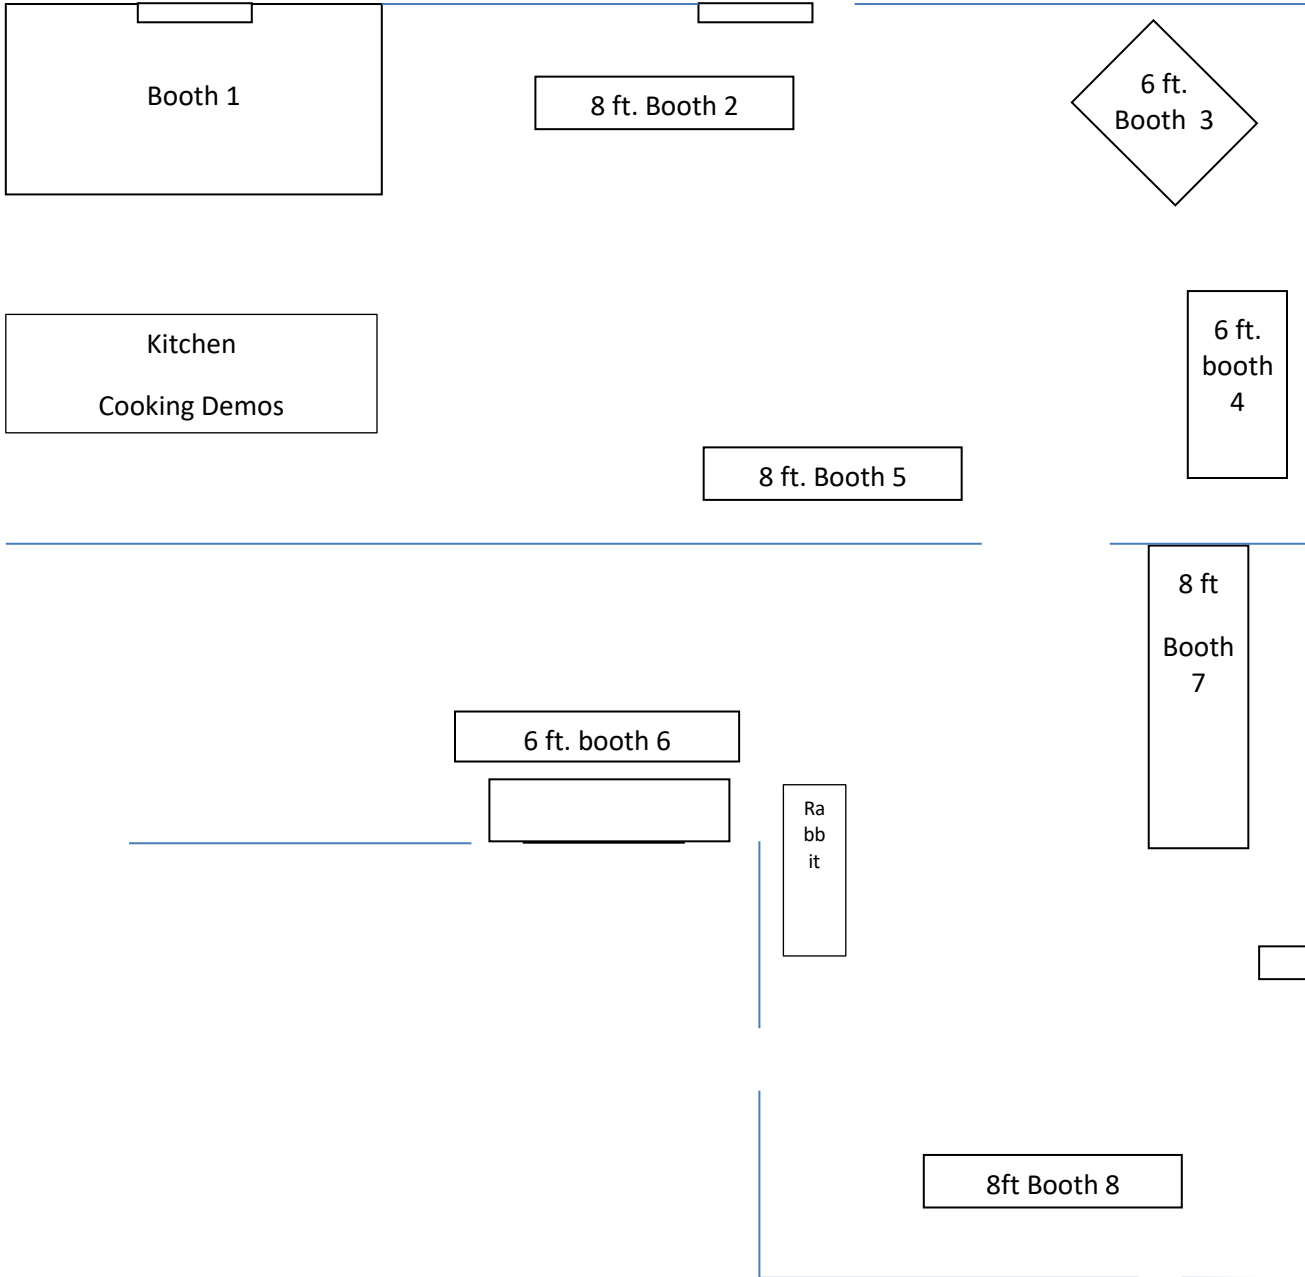 Booth 1
8 ft. Booth 2
6 ft.
Booth  3
Kitchen
Cooking Demos
6 ft.
booth
4
8 ft. Booth 5
8 ft
Booth
7
6 ft. booth 6
Ra
bb
it
8ft Booth 8